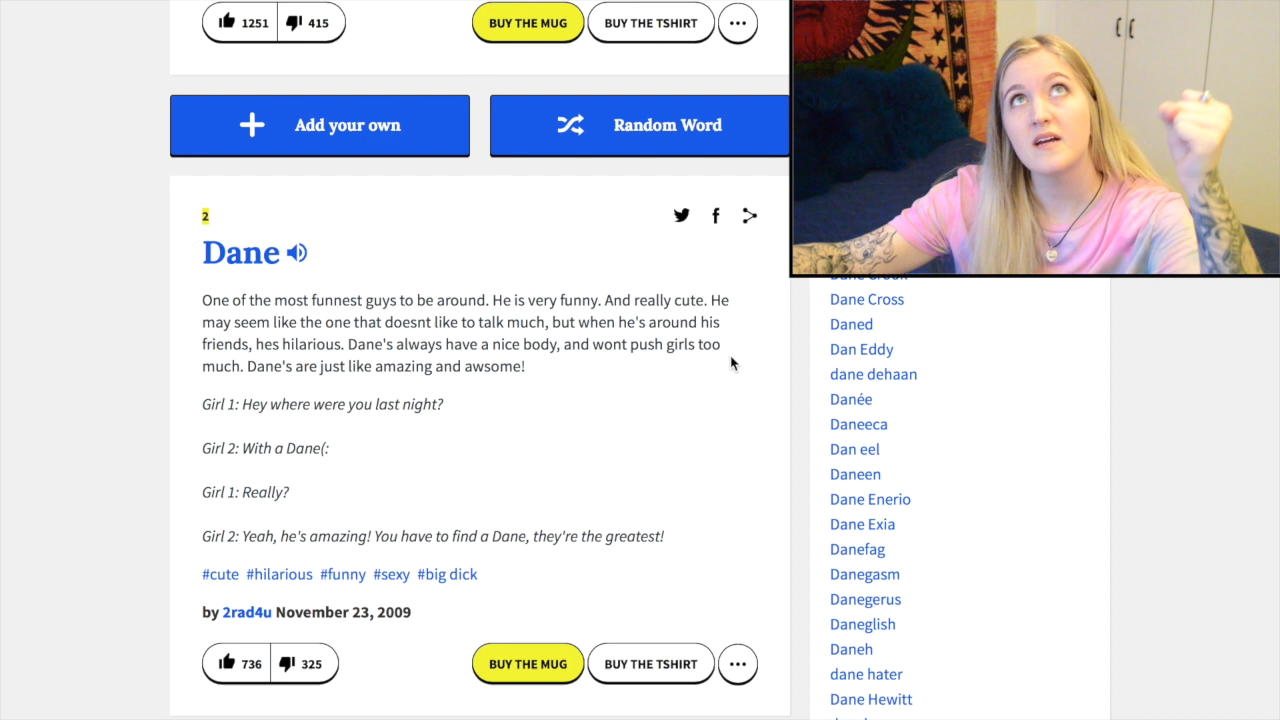 1251 415 BUY THE MUG BUY THE TSHIRT
Add your own Random Word
2
Dane
One of the most funnest guys to be around. He is very funny. And really cute. He
may seem like the one that doesnt like to talk much, but when he's around his
friends, hes hilarious. Dane's always have a nice body, and wont push girls too
much. Dane's are just like amazing and awsome!
Girl 1: Hey where were you last night?
Girl 2: With a Dane(:
Girl 1: Really?
Girl 2: Yeah, he's amazing! You have to find a Dane, they're the greatest!
#cute #hilarious #funny #sexy #big dick
by 2rad4u November 23, 2009
736 325 BUY THE MUG BUY THE TSHIRT
Dane Crook
Dane Cross
Daned
Dan Eddy
dane dehaan
Danée
Daneeca
Dan eel
Daneen
Dane Enerio
Dane Exia
Danefag
Danegasm
Danegerus
Daneglish
Daneh
dane hater
Dane Hewitt